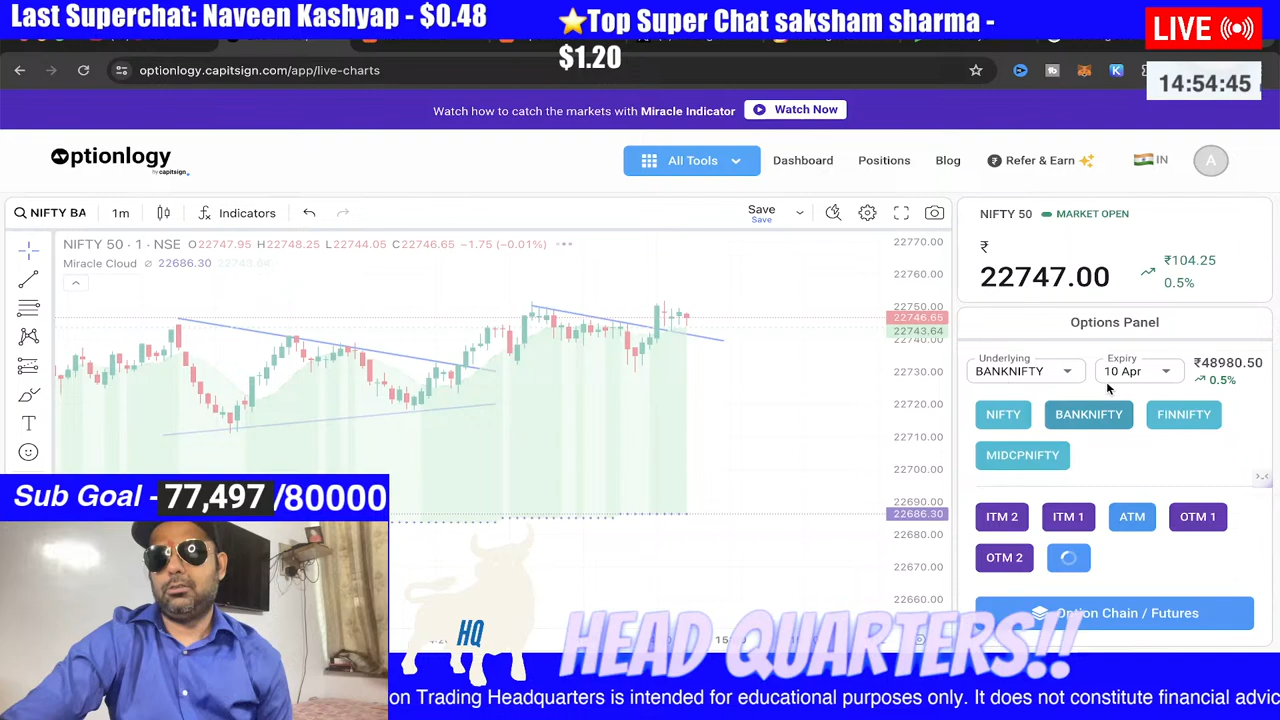 Last Superchat: Naveen Kashyap - $0.48
⭐Top Super Chat saksham sharma -
$1.20
LIVE
14:54:45
optionlogy.capitsign.com/app/live-charts
Watch how to catch the markets with Miracle Indicator
Watch Now
optionlogy
by capitsign.
All Tools
Dashboard
Positions
Blog
Refer & Earn
IN
A
NIFTY BA
1m
Indicators
Save
Save
NIFTY 50 · 1 · NSE O22747.95 H22748.25 L22744.05 C22746.65 −1.75 (−0.01%)
Miracle Cloud ⌀ 22686.30 22743.64
22770.00
22760.00
22750.00
22746.65
22743.64
22740.00
22730.00
22720.00
22710.00
22700.00
22690.00
22686.30
22680.00
22670.00
22660.00
NIFTY 50 MARKET OPEN
₹
22747.00
₹104.25
0.5%
Options Panel
Underlying
BANKNIFTY
Expiry
10 Apr
₹48980.50
0.5%
NIFTY
BANKNIFTY
FINNIFTY
MIDCPNIFTY
ITM 2
ITM 1
ATM
OTM 1
OTM 2
Option Chain / Futures
Sub Goal - 77,497 /80000
HQ
HEAD QUARTERS!!
on Trading Headquarters is intended for educational purposes only. It does not constitute financial advic